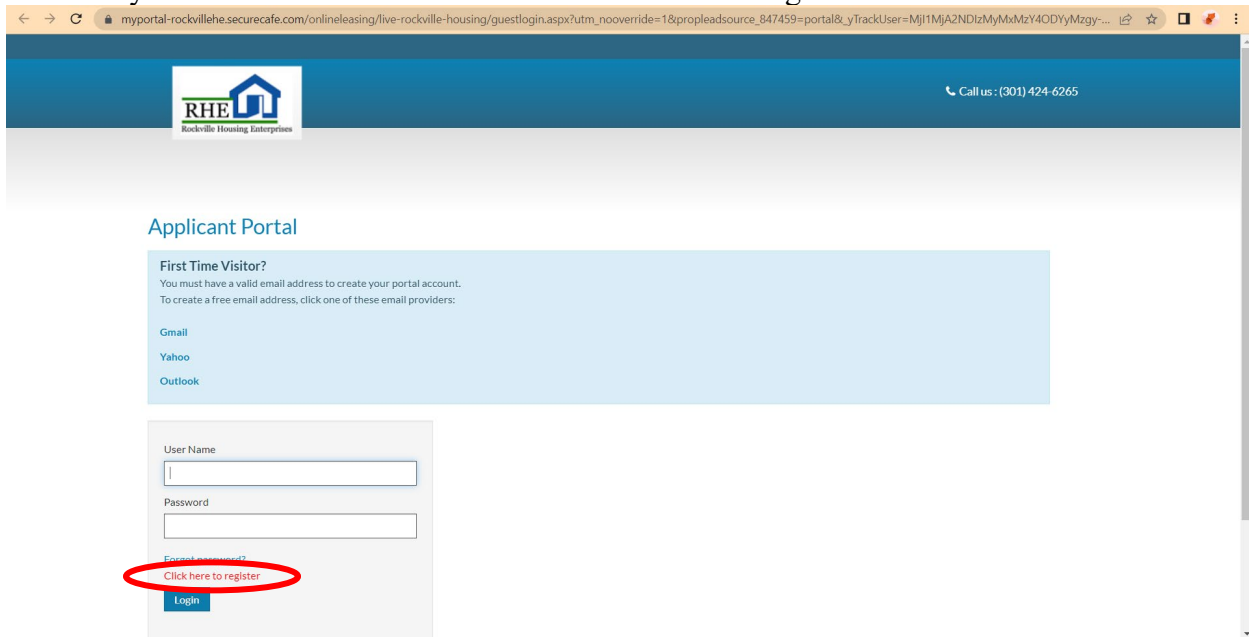 myportal-rockvillehe.securecafe.com/onlineleasing/live-rockville-housing/guestlogin.aspx?utm_nooverride=1&propleadsource_847459=portal&_yTrackUser=MjI1MjA2NDIzMyMxMzY4ODYyMzgy-...
RHE
Rockville Housing Enterprises
Call us : (301) 424-6265
Applicant Portal
First Time Visitor?
You must have a valid email address to create your portal account.
To create a free email address, click one of these email providers:
Gmail
Yahoo
Outlook
User Name
Password
Forgot password?
Click here to register
Login